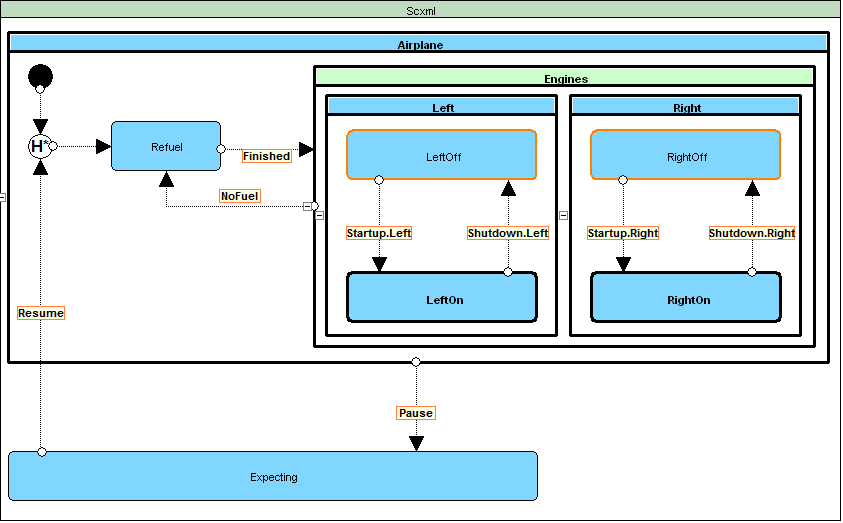 Scxml
Airplane
Engines
Left
Right
H*
Refuel
Finished
LeftOff
RightOff
NoFuel
Startup.Left
Shutdown.Left
Startup.Right
Shutdown.Right
LeftOn
RightOn
Resume
Pause
Expecting